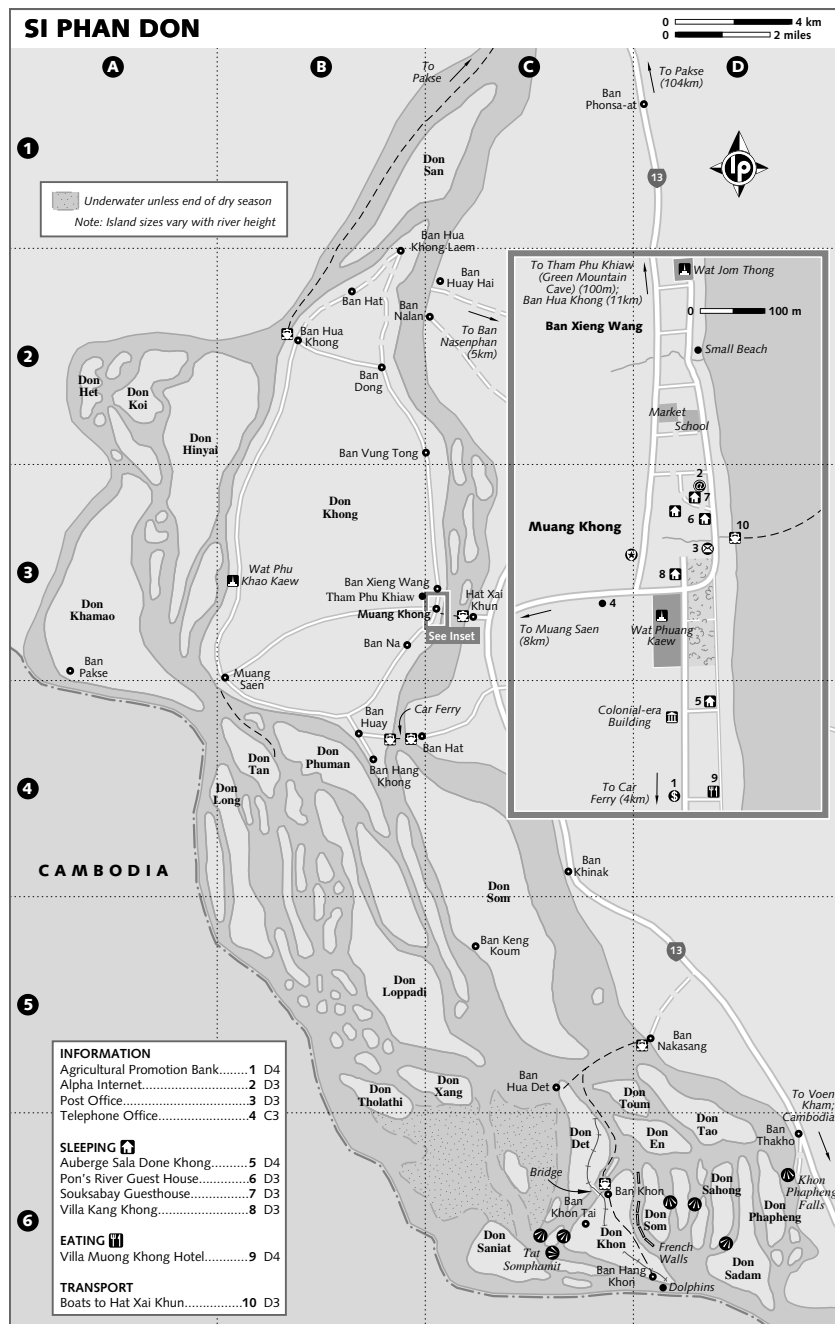 SI PHAN DON
0 4 km
0 2 miles
A
B
C
D
To
Pakse
To Pakse
(104km)
Ban
Phonsa-at
1
Don
San
13
lp
Underwater unless end of dry season
Note: Island sizes vary with river height
Ban Hua
Khong Laem
Ban
Huay Hai
Ban Hat
Ban
Nalan
To Ban
Nasenphan
(5km)
Ban Hua
Khong
2
Ban
Dong
Don
Het
Don
Koi
Don
Hinyai
Ban Vung Tong
Don
Khong
3
Wat Phu
Khao Kaew
Ban Xieng Wang
Tham Phu Khiaw
Muang Khong
Hat Xai
Khun
See Inset
Don
Khamao
Ban Na
Ban
Pakse
Muang
Saen
To Tham Phu Khiaw
(Green Mountain
Cave) (100m);
Ban Hua Khong (11km)
Wat Jom Thong
0 100 m
Ban Xieng Wang
Small Beach
Market
School
2
7
6
10
Muang Khong
3
8
4
To Muang Saen
(8km)
Wat Phuang
Kaew
5
Colonial-era
Building
To Car
Ferry (4km)
1
$
9
Ban
Huay
Car Ferry
Ban Hat
Don
Tan
Don
Phuman
Ban Hang
Khong
4
Don
Long
CAMBODIA
Ban
Khinak
Don
Som
Ban Keng
Koum
13
5
Don
Loppadi
Ban
Nakasang
Ban
Hua Det
Don
Xang
Don
Tholathi
Don
Toum
To Voen
Kham;
Cambodia
Don
Det
Don
En
Don
Tao
Ban
Thakho
Bridge
Ban Khon
Don
Sahong
Khon
Phapheng
Falls
6
Ban
Khon Tai
Don
Som
Don
Phapheng
Don
Saniat
Tat
Somphamit
Don
Khon
French
Walls
Don
Sadam
Ban Hang
Khon
Dolphins
INFORMATION
Agricultural Promotion Bank........1 D4
Alpha Internet..............................2 D3
Post Office...................................3 D3
Telephone Office.........................4 C3
SLEEPING
Auberge Sala Done Khong..........5 D4
Pon's River Guest House.............6 D3
Souksabay Guesthouse................7 D3
Villa Kang Khong.........................8 D3
EATING
Villa Muong Khong Hotel............9 D4
TRANSPORT
Boats to Hat Xai Khun...............10 D3